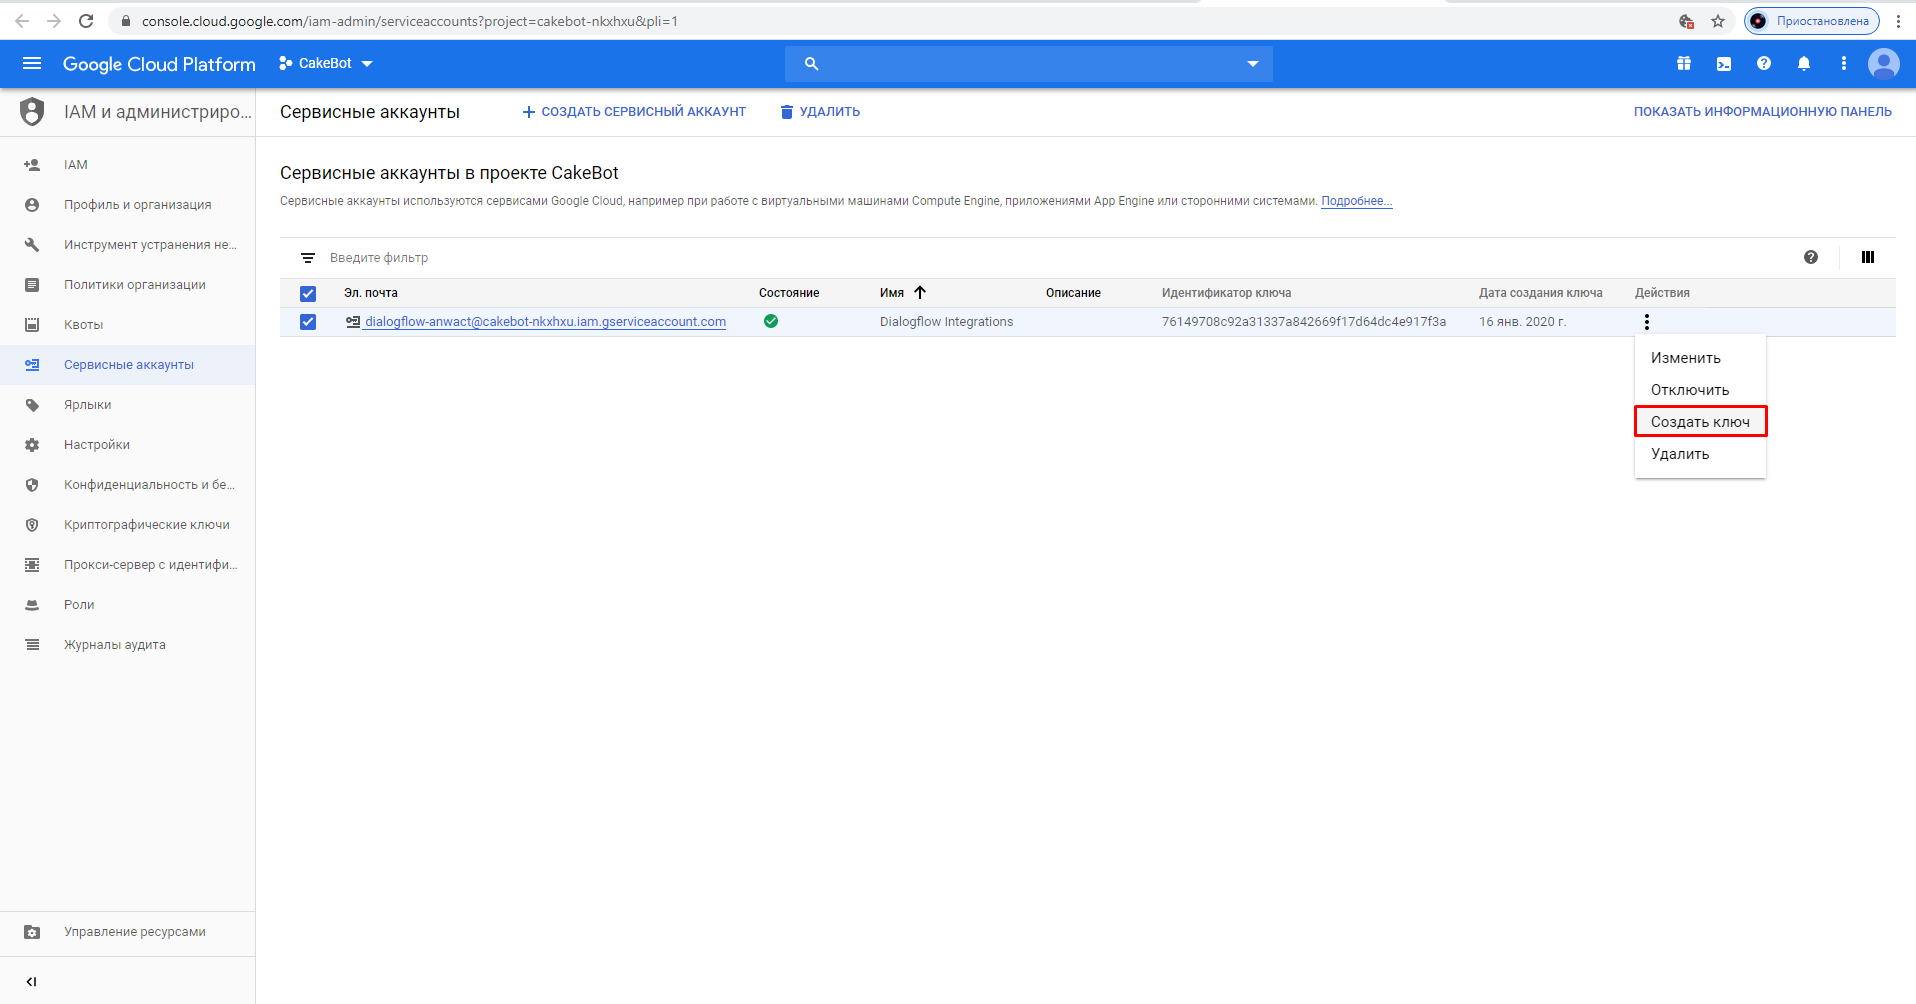 console.cloud.google.com/iam-admin/serviceaccounts?project=cakebot-nkxhxu&pli=1
Приостановлена
Google Cloud Platform
CakeBot
IAM и администриро...
Сервисные аккаунты
СОЗДАТЬ СЕРВИСНЫЙ АККАУНТ
УДАЛИТЬ
ПОКАЗАТЬ ИНФОРМАЦИОННУЮ ПАНЕЛЬ
IAM
Профиль и организация
Инструмент устранения не...
Политики организации
Квоты
Сервисные аккаунты
Ярлыки
Настройки
Конфиденциальность и бе...
Криптографические ключи
Прокси-сервер с идентифи...
Роли
Журналы аудита
Управление ресурсами
Сервисные аккаунты в проекте CakeBot
Сервисные аккаунты используются сервисами Google Cloud, например при работе с виртуальными машинами Compute Engine, приложениями App Engine или сторонними системами. Подробнее...
Введите фильтр
Эл. почта Состояние Имя Описание Идентификатор ключа Дата создания ключа Действия
dialogflow-anwact@cakebot-nkxhxu.iam.gserviceaccount.com Dialogflow Integrations 76149708c92a31337a842669f17d64dc4e917f3a 16 янв. 2020 г.
Изменить
Отключить
Создать ключ
Удалить